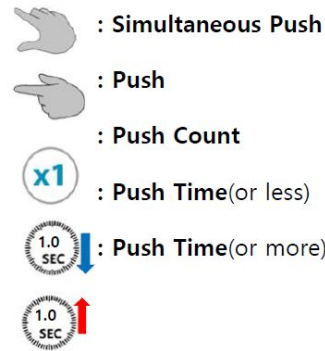 : Simultaneous Push
: Push
: Push Count
x1
: Push Time(or less)
1.0
SEC
: Push Time(or more)
1.0
SEC